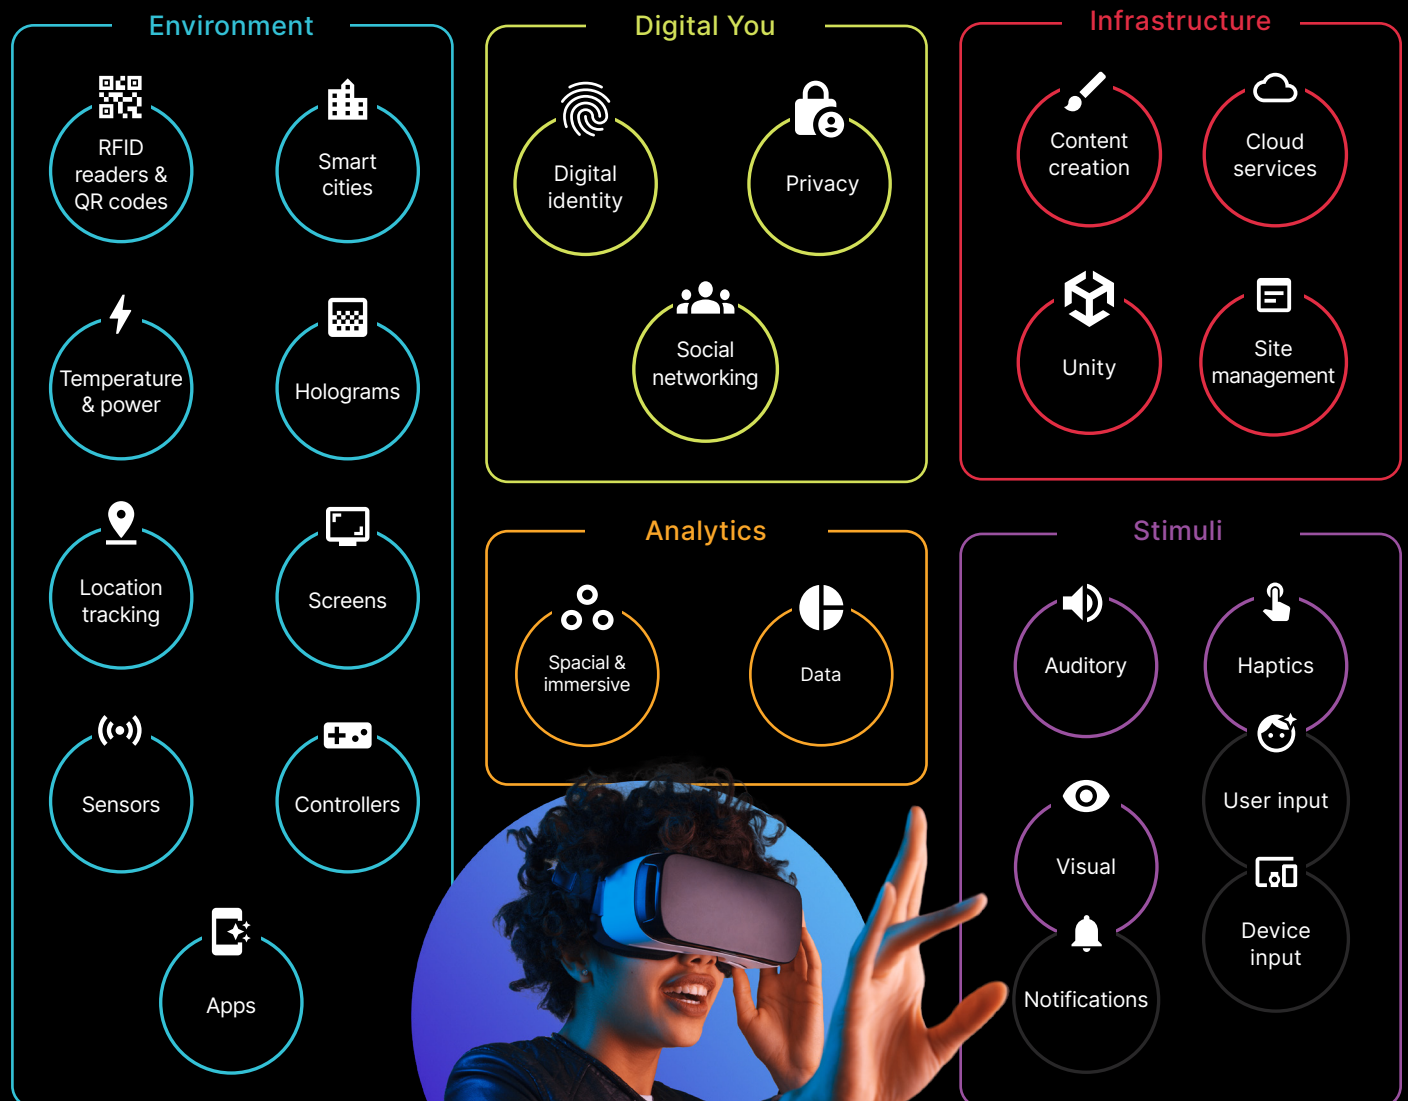 Environment
RFID
readers &
QR codes
Smart
cities
Temperature
& power
Holograms
Location
tracking
Screens
Sensors
Controllers
Apps
Digital You
Digital
identity
Privacy
Social
networking
Infrastructure
Content
creation
Cloud
services
Unity
Site
management
Analytics
Spacial &
immersive
Data
Stimuli
Auditory
Haptics
User input
Visual
Device
input
Notifications